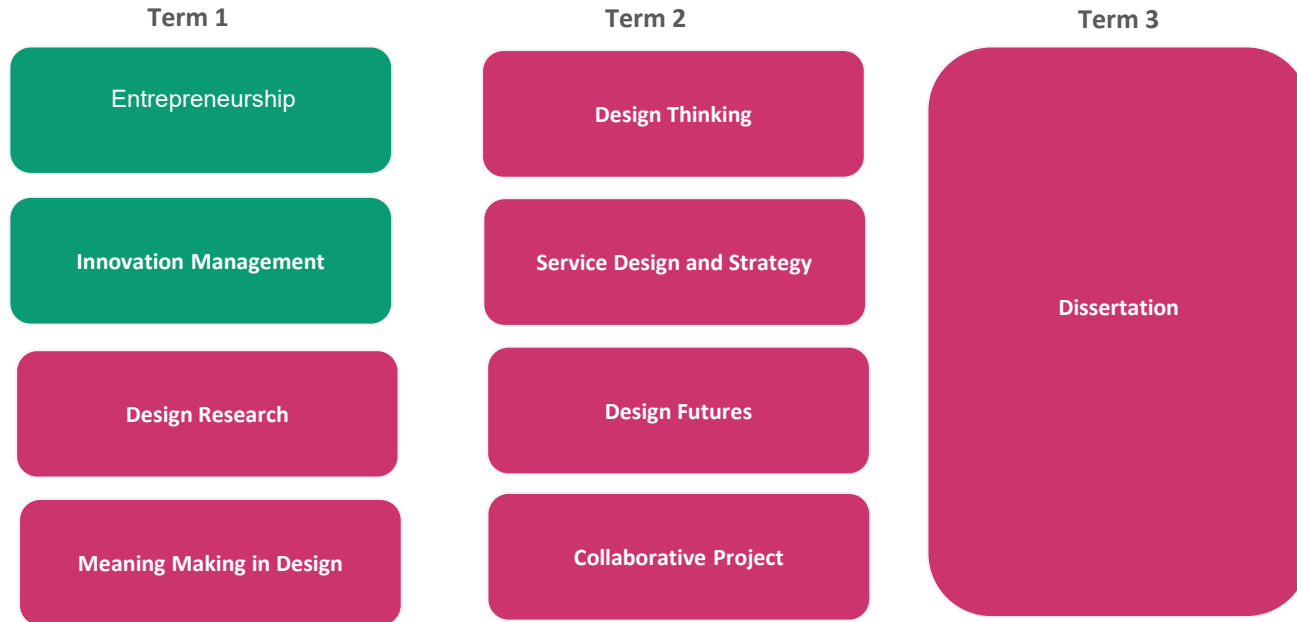 Term 1
Term 2
Term 3
Entrepreneurship
Design Thinking
Innovation Management
Service Design and Strategy
Dissertation
Design Research
Design Futures
Meaning Making in Design
Collaborative Project